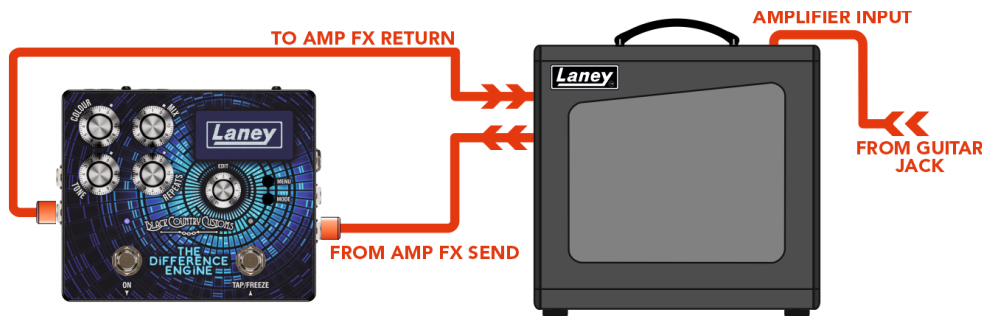 AMPLIFIER INPUT
TO AMP FX RETURN
Laney
FROM GUITAR
JACK
COLOUR
MIX
Laney
EDIT
TONE
REPEATS
MENU
MODE
BLACK COUNTRY CUSTOMS
THE
DiFFERENCE
ENGiNE
FROM AMP FX SEND
ON
TAP/FREEZE